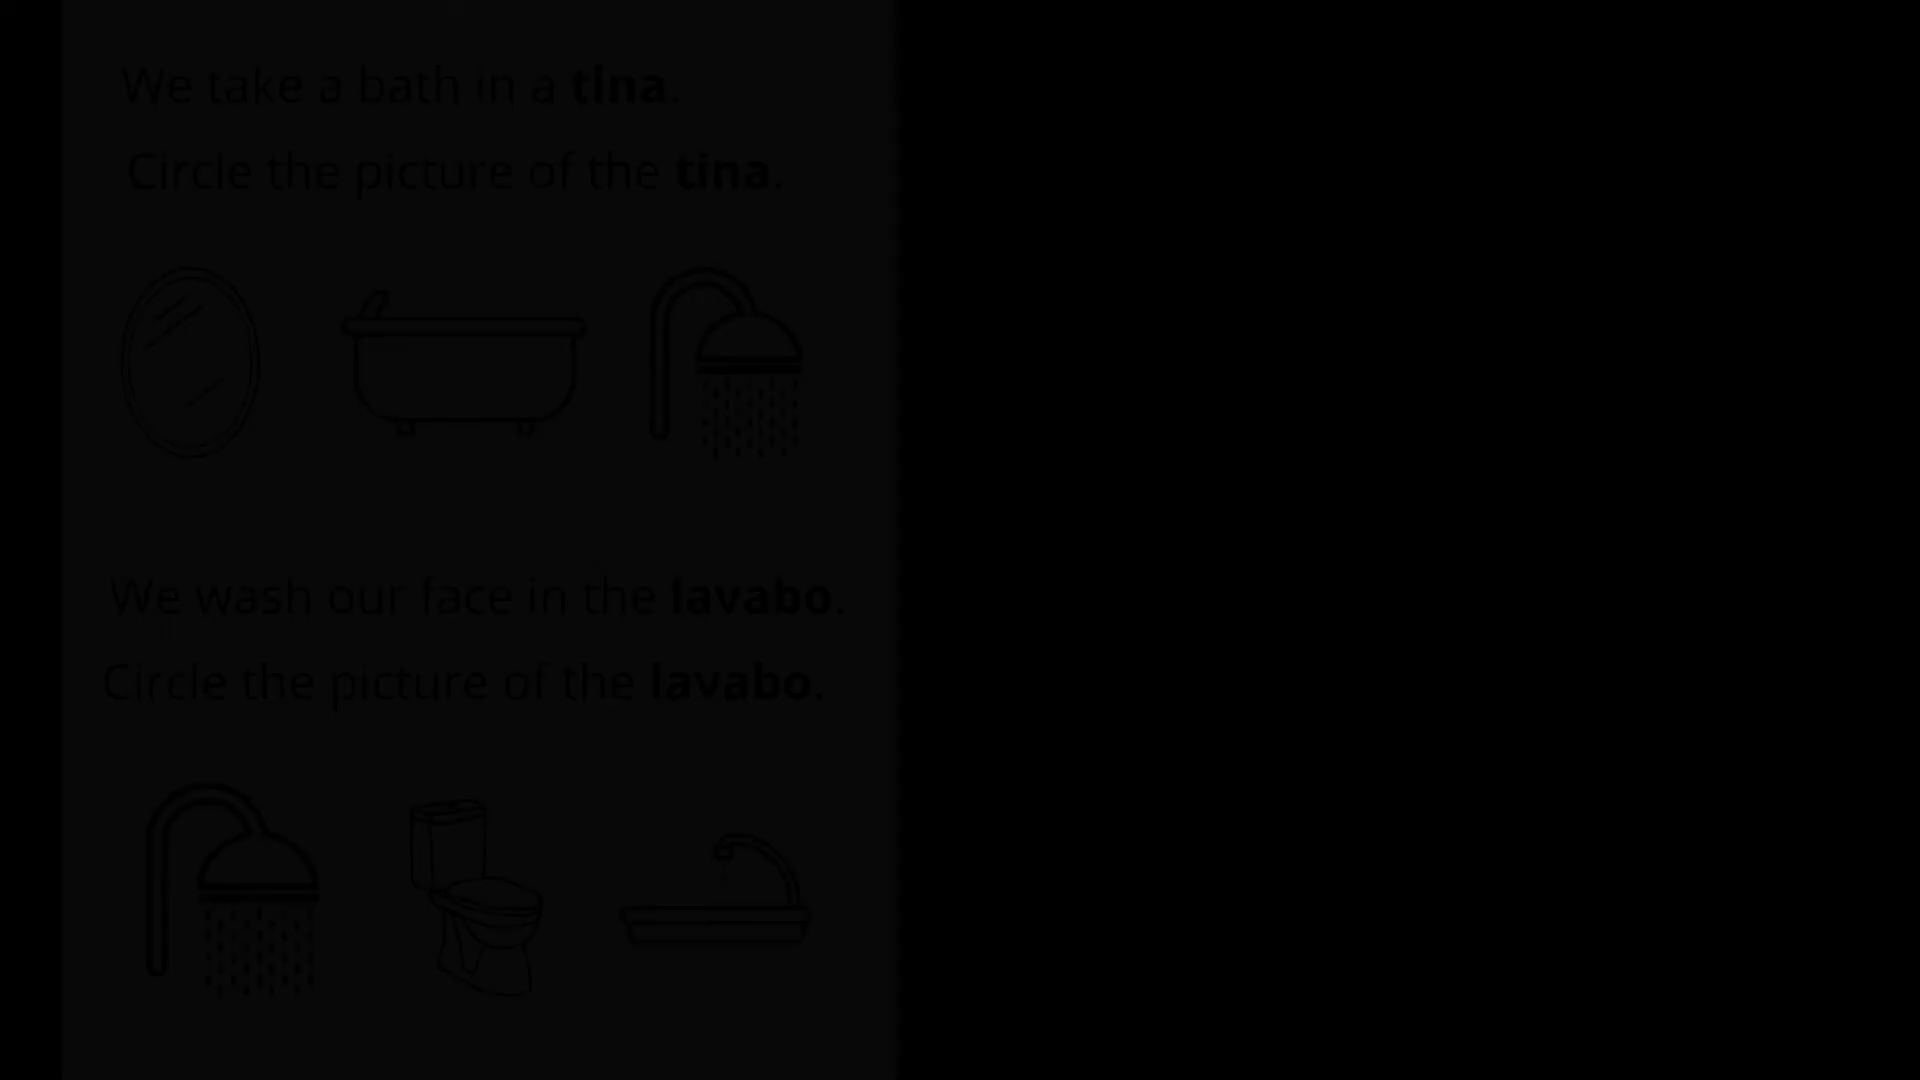 We take a bath in a tina.
Circle the picture of the tina.
We wash our face in the lavabo.
Circle the picture of the lavabo.